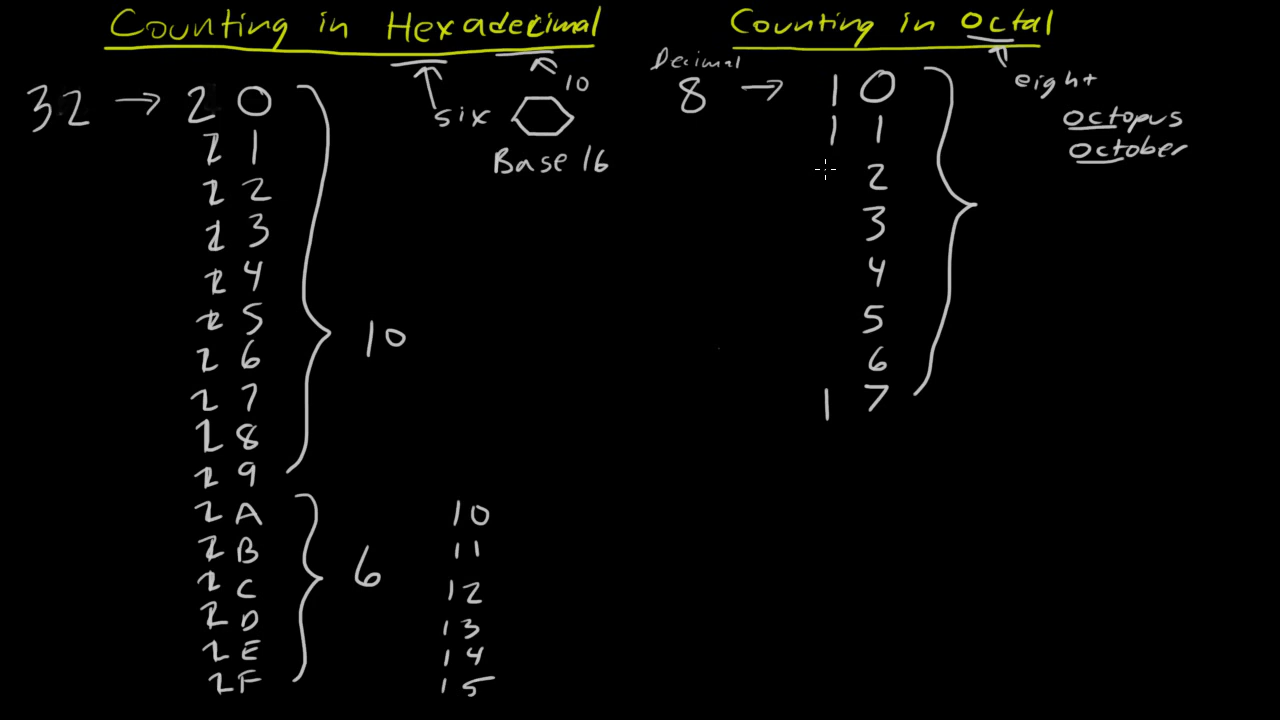 Counting in Hexadecimal
32 → 2 0
2 1
2 2
2 3
2 4
2 5
2 6
2 7
2 8
2 9
2 A
2 B
2 C
2 D
2 E
2 F
10
6
10
11
12
13
14
15
six
10
Base 16
Counting in Octal
Decimal
8 → 1 0
1 1
2
3
4
5
6
1 7
eight
octopus
October